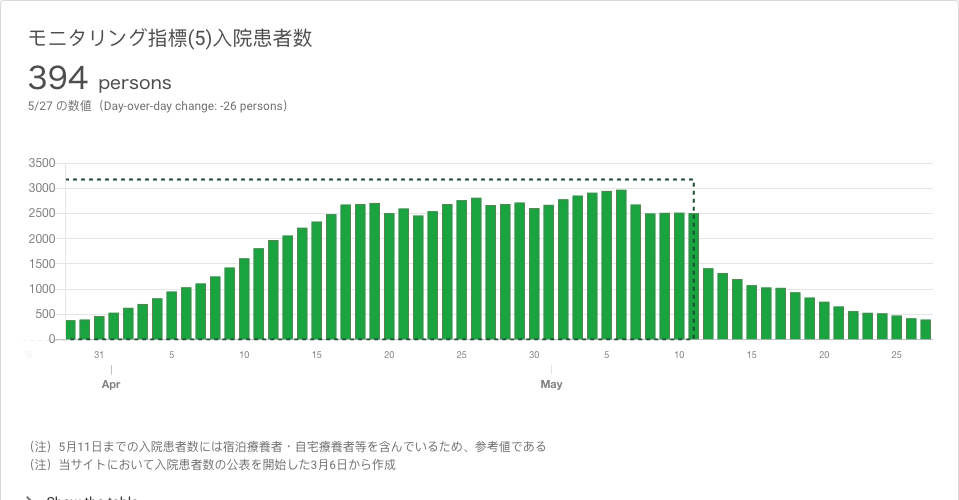 モニタリング指標(5)入院患者数
394 persons
5/27 の数値（Day-over-day change: -26 persons）
3500
3000
2500
2000
1500
1000
500
0
31 5 10 15 20 25 30 5 10 15 20 25
Apr May
（注）5月11日までの入院患者数には宿泊療養者・自宅療養者等を含んでいるため、参考値である
（注）当サイトにおいて入院患者数の公表を開始した3月6日から作成
Show the table